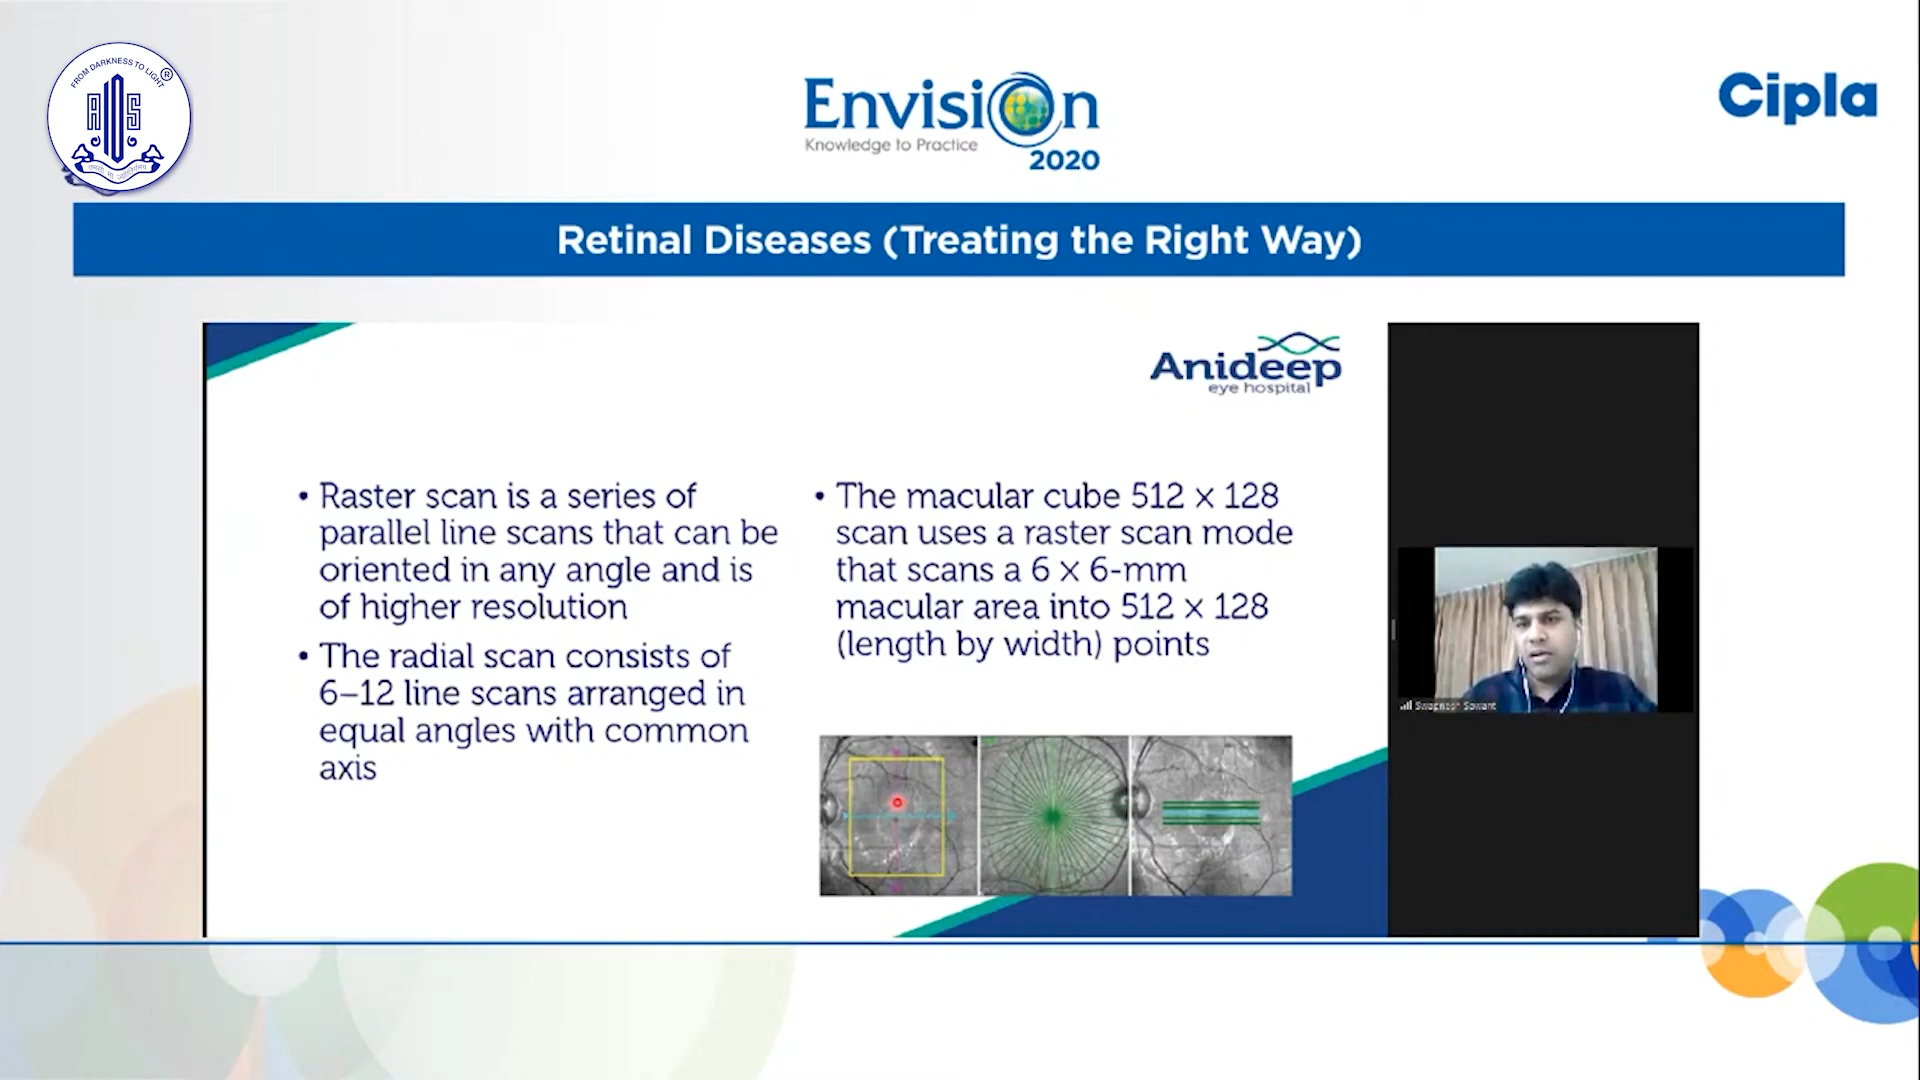 FROM DARKNESS TO LIGHT
®
AIOS
Envision
Knowledge to Practice
2020
Cipla
Retinal Diseases (Treating the Right Way)
Anideep
eye hospital
• Raster scan is a series of
parallel line scans that can be
oriented in any angle and is
of higher resolution
• The radial scan consists of
6–12 line scans arranged in
equal angles with common
axis
• The macular cube 512 × 128
scan uses a raster scan mode
that scans a 6 × 6-mm
macular area into 512 × 128
(length by width) points
Swapnesh Sawant